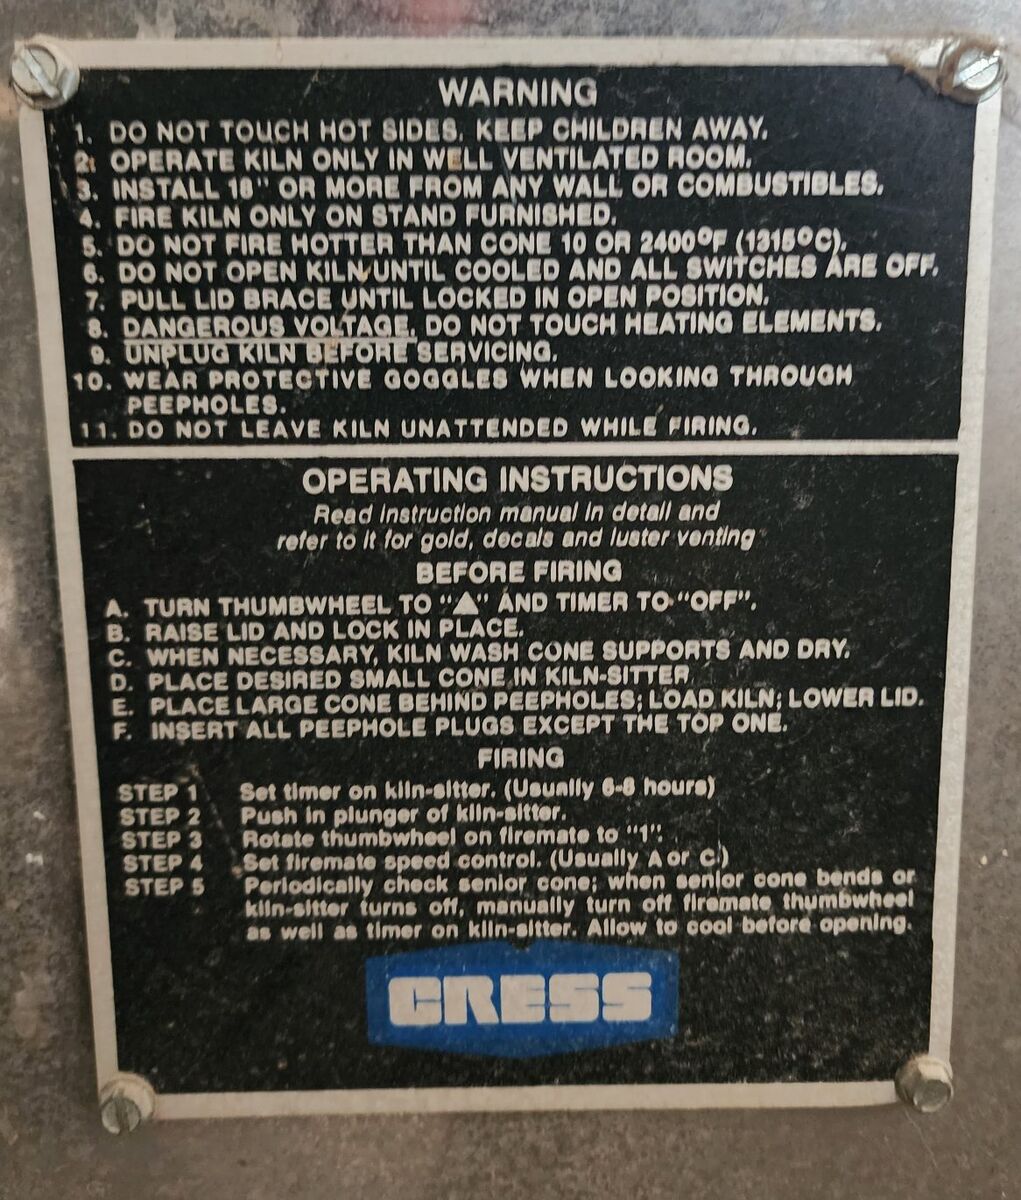 WARNING
1. DO NOT TOUCH HOT SIDES, KEEP CHILDREN AWAY.
2. OPERATE KILN ONLY IN WELL VENTILATED ROOM.
3. INSTALL 18" OR MORE FROM ANY WALL OR COMBUSTIBLES.
4. FIRE KILN ONLY ON STAND FURNISHED.
5. DO NOT FIRE HOTTER THAN CONE 10 OR 2400°F (1315°C).
6. DO NOT OPEN KILN UNTIL COOLED AND ALL SWITCHES ARE OFF.
7. PULL LID BRACE UNTIL LOCKED IN OPEN POSITION.
8. DANGEROUS VOLTAGE, DO NOT TOUCH HEATING ELEMENTS.
9. UNPLUG KILN BEFORE SERVICING.
10. WEAR PROTECTIVE GOGGLES WHEN LOOKING THROUGH
PEEPHOLES.
11. DO NOT LEAVE KILN UNATTENDED WHILE FIRING.
OPERATING INSTRUCTIONS
Read instruction manual in detail and
refer to it for gold, decals and luster venting
BEFORE FIRING
A. TURN THUMBWHEEL TO "▲" AND TIMER TO "OFF".
B. RAISE LID AND LOCK IN PLACE.
C. WHEN NECESSARY, KILN WASH CONE SUPPORTS AND DRY.
D. PLACE DESIRED SMALL CONE IN KILN-SITTER
E. PLACE LARGE CONE BEHIND PEEPHOLES; LOAD KILN; LOWER LID.
F. INSERT ALL PEEPHOLE PLUGS EXCEPT THE TOP ONE.
FIRING
STEP 1 Set timer on kiln-sitter. (Usually 6-8 hours)
STEP 2 Push in plunger of kiln-sitter.
STEP 3 Rotate thumbwheel on firemate to "1".
STEP 4 Set firemate speed control. (Usually A or C)
STEP 5 Periodically check senior cone; when senior cone bends or
kiln-sitter turns off, manually turn off firemate thumbwheel
as well as timer on kiln-sitter. Allow to cool before opening.
CRESS